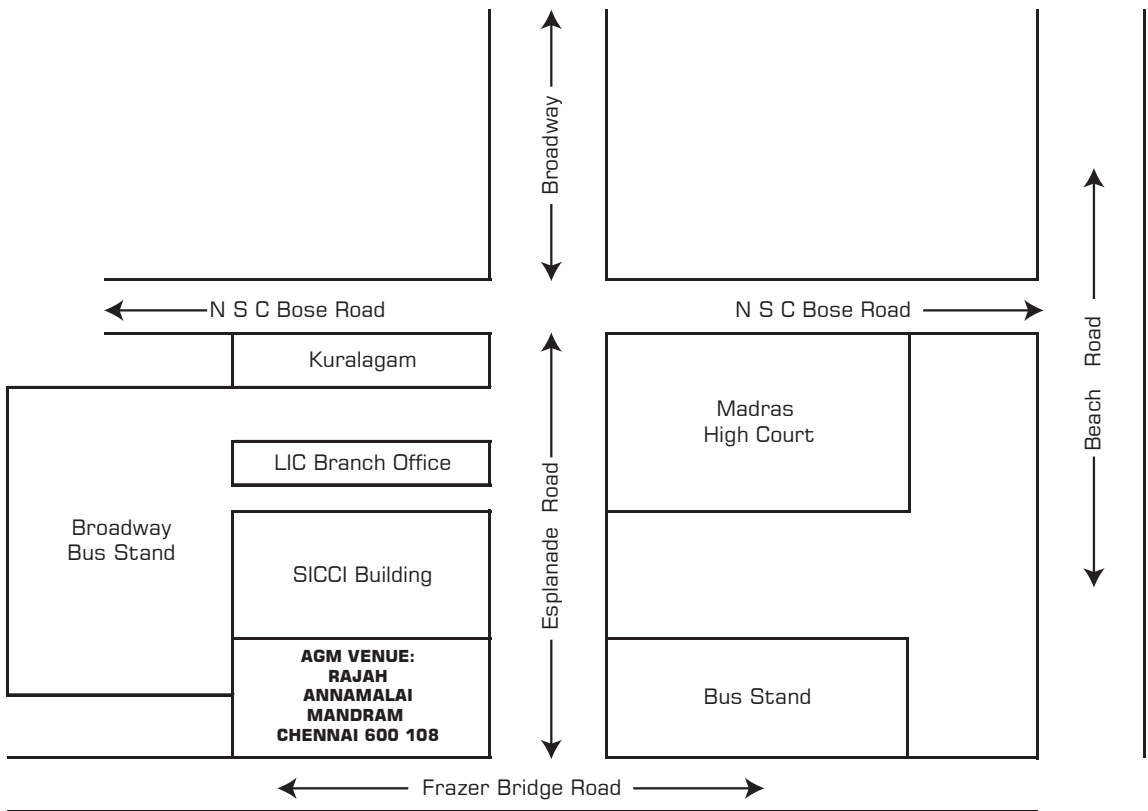 Broadway
N S C Bose Road
N S C Bose Road
Kuralagam
Madras
High Court
Beach Road
LIC Branch Office
Esplanade Road
Broadway
Bus Stand
SICCI Building
AGM VENUE:
RAJAH
ANNAMALAI
MANDRAM
CHENNAI 600 108
Bus Stand
Frazer Bridge Road